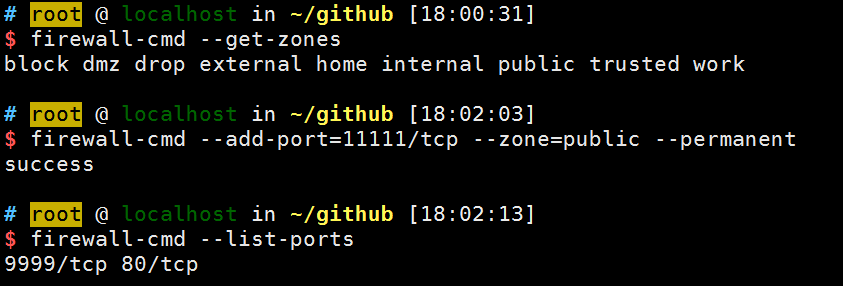 # root @ localhost in ~/github [18:00:31]
$ firewall-cmd --get-zones
block dmz drop external home internal public trusted work
# root @ localhost in ~/github [18:02:03]
$ firewall-cmd --add-port=11111/tcp --zone=public --permanent
success
# root @ localhost in ~/github [18:02:13]
$ firewall-cmd --list-ports
9999/tcp 80/tcp